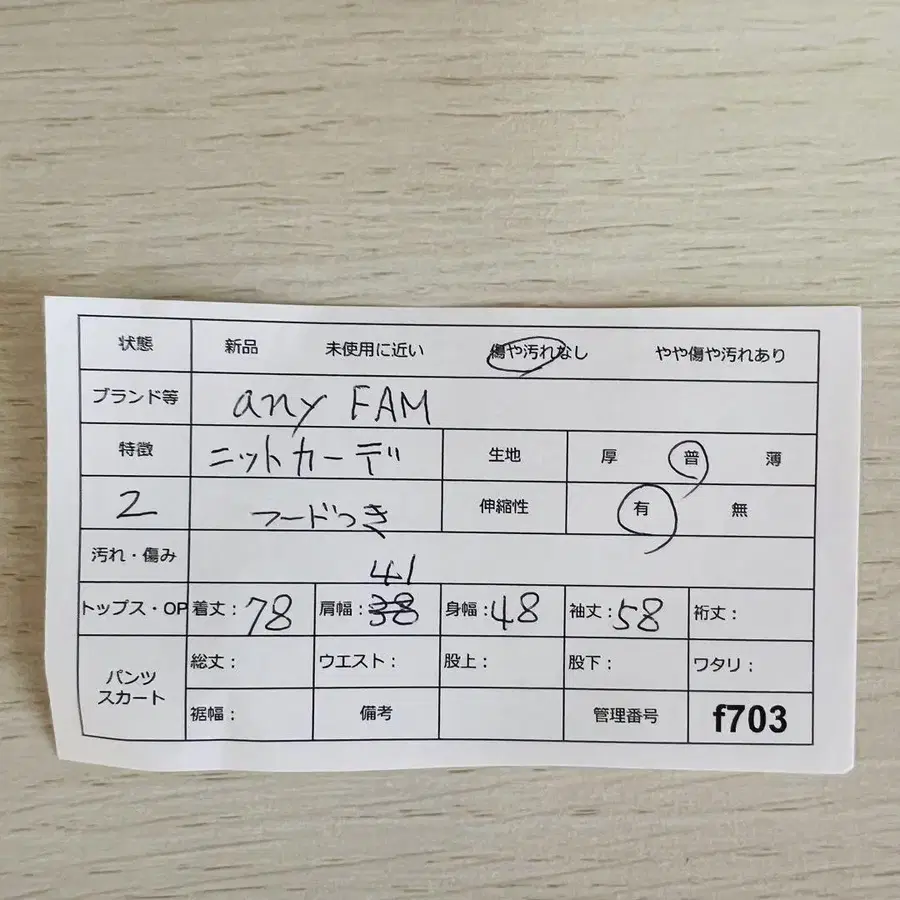 状態 新品 未使用に近い 傷や汚れなし やや傷や汚れあり
ブランド等 any FAM
特徴 ニットカーデ 生地 厚 普 薄
2 フードつき 伸縮性 有 無
汚れ・傷み
41
トップス・OP 着丈：78 肩幅：38 身幅：48 袖丈：58 裄丈：
パンツ スカート 総丈： ウエスト： 股上： 股下： ワタリ：
裾幅： 備考 管理番号 f703